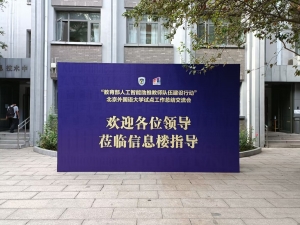 “教育部人工智能助推教师队伍建设行动”
北京外国语大学试点工作总结交流会
欢迎各位领导
莅临信息楼指导